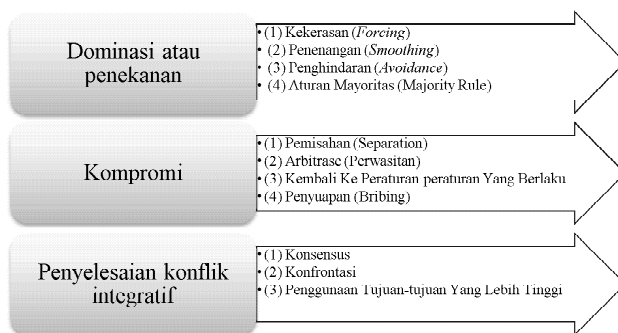 Dominasi atau
penekanan
• (1) Kekerasan (Forcing)
• (2) Penenangan (Smoothing)
• (3) Penghindaran (Avoidance)
• (4) Aturan Mayoritas (Majority Rule)
Kompromi
• (1) Pemisahan (Separation)
• (2) Arbitrase (Perwasitan)
• (3) Kembali Ke Peraturan peraturan Yang Berlaku
• (4) Penyuapan (Bribing)
Penyelesaian konflik
integratif
• (1) Konsensus
• (2) Konfrontasi
• (3) Penggunaan Tujuan-tujuan Yang Lebih Tinggi